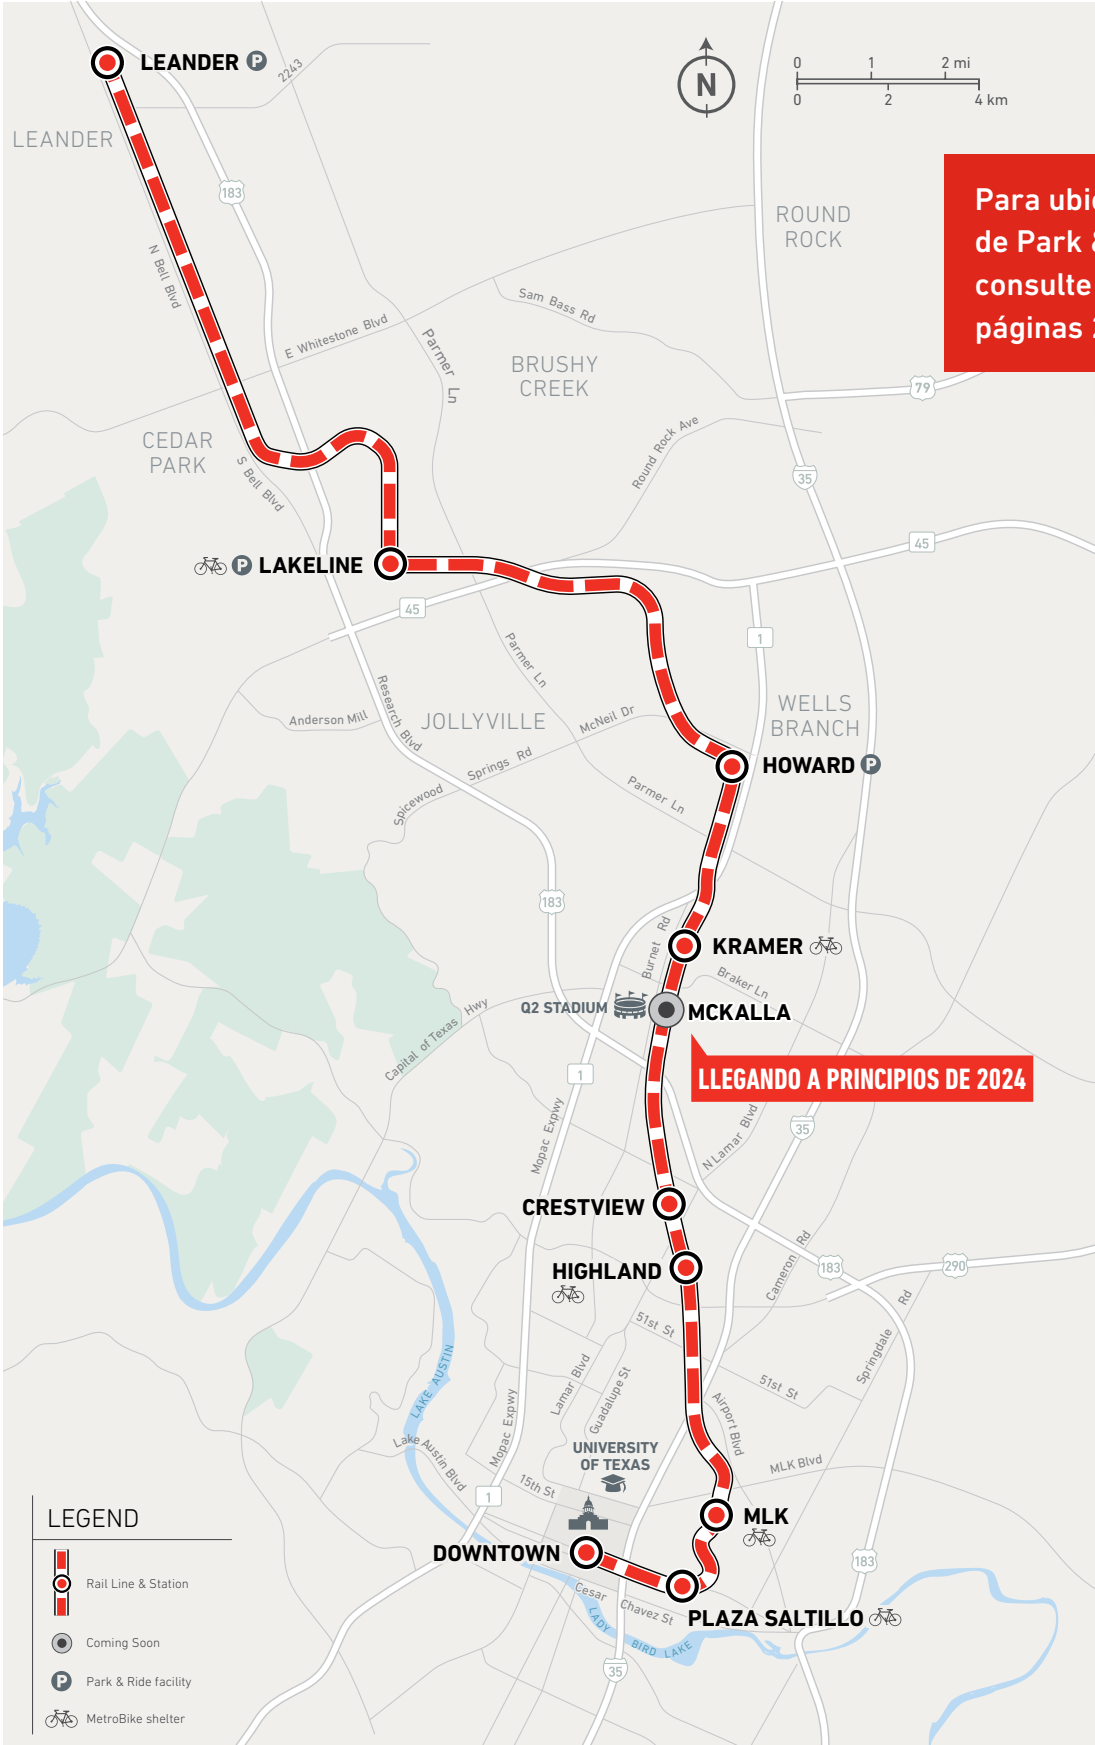 LEANDER P
2243
N
0 1 2 mi
0 2 4 km
LEANDER
183
ROUND
ROCK
Para ubi
de Park
consulte
páginas
N Bell Blvd
Sam Bass Rd
E Whitestone Blvd
Parmer Ln
BRUSHY
CREEK
79
Round Rock Ave
CEDAR
PARK
S Bell Blvd
35
45
P LAKELINE
45
1
Parmer Ln
Research Blvd
Anderson Mill
JOLLYVILLE
McNeil Dr
WELLS
BRANCH
Spicewood Springs Rd
HOWARD P
Parmer Ln
183
Burnet Rd
KRAMER
Braker Ln
Q2 STADIUM
MCKALLA
Capital of Texas Hwy
LLEGANDO A PRINCIPIOS DE 2024
1
Mopac Expwy
N Lamar Blvd
35
CRESTVIEW
HIGHLAND
Cameron Rd
183
290
51st St
Springdale Rd
LAKE AUSTIN
Lamar Blvd
Guadalupe St
51st St
Airport Blvd
Mopac Expwy
Lake Austin Blvd
UNIVERSITY
OF TEXAS
MLK Blvd
15th St
1
MLK
DOWNTOWN
183
Cesar Chavez St
PLAZA SALTILLO
LADY BIRD LAKE
35
LEGEND
Rail Line & Station
Coming Soon
P Park & Ride facility
MetroBike shelter